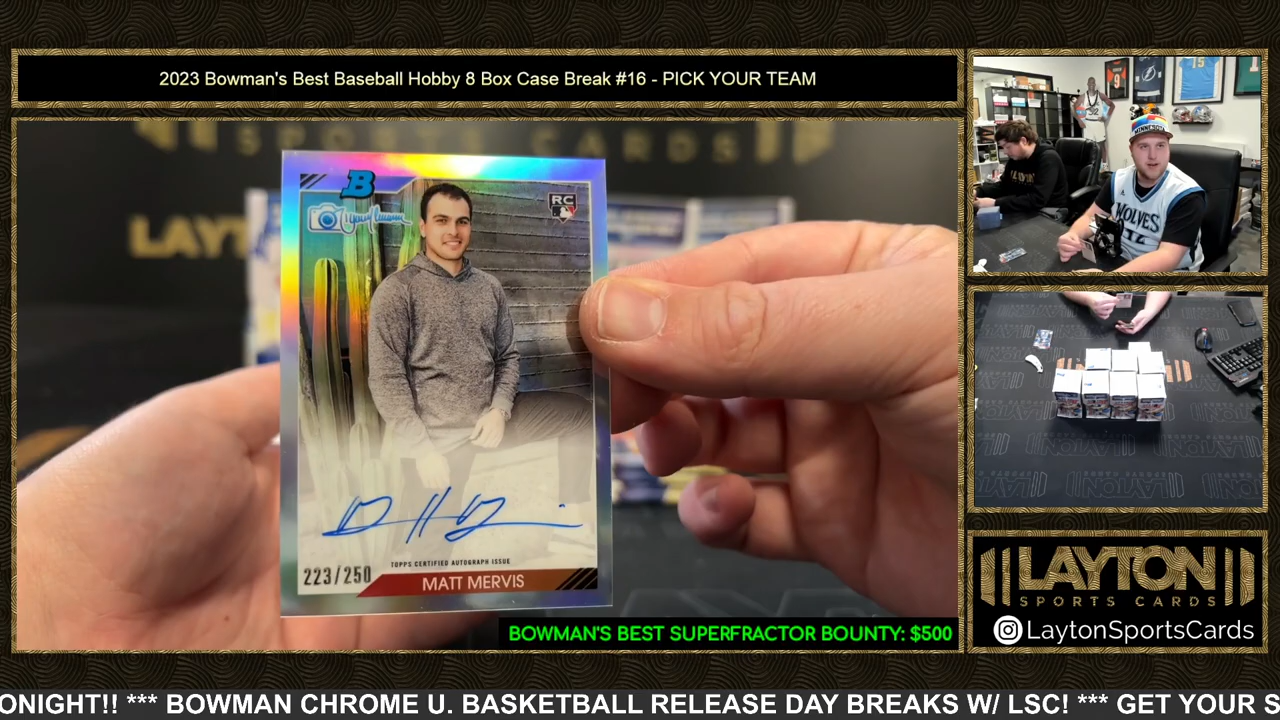 2023 Bowman's Best Baseball Hobby 8 Box Case Break #16 - PICK YOUR TEAM
B
RC
TOPPS CERTIFIED AUTOGRAPH ISSUE
223/250
MATT MERVIS
BOWMAN'S BEST SUPERFRACTOR BOUNTY: $500
WOLVES
LAYTON
SPORTS CARDS
LaytonSportsCards
ONIGHT!! *** BOWMAN CHROME U. BASKETBALL RELEASE DAY BREAKS W/ LSC! *** GET YOUR S